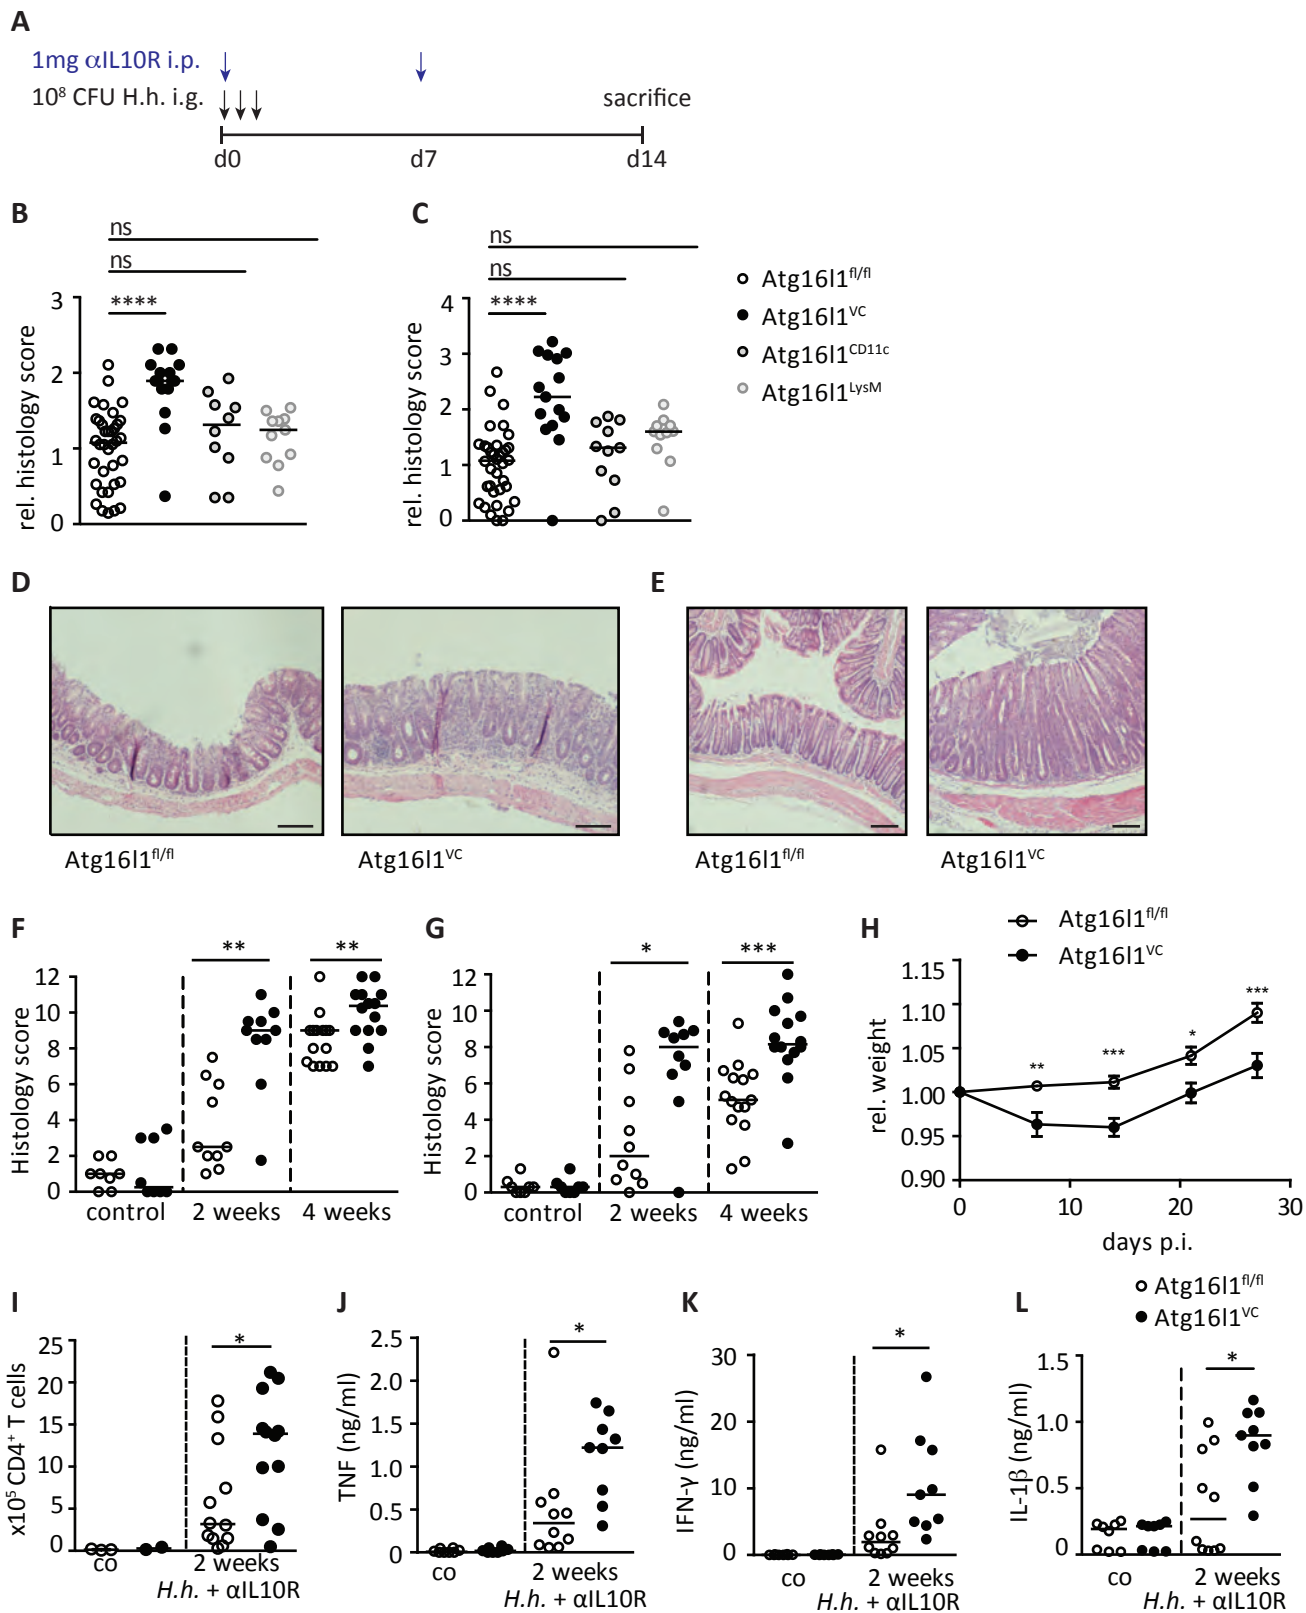 A
1mg αIL10R i.p.
10⁸ CFU H.h. i.g.
sacrifice
d0 d7 d14
B
ns
ns
****
rel. histology score
3
2
1
0
C
ns
ns
****
rel. histology score
4
3
2
1
0
Atg16l1fl/fl
Atg16l1VC
Atg16l1CD11c
Atg16l1LysM
D
Atg16l1fl/fl Atg16l1VC
E
Atg16l1fl/fl Atg16l1VC
F
** **
Histology score
12
10
8
6
4
2
0
control 2 weeks 4 weeks
G
* ***
Histology score
12
10
8
6
4
2
0
control 2 weeks 4 weeks
H
Atg16l1fl/fl
Atg16l1VC
rel. weight
1.15
1.10
1.05
1.00
0.95
0.90
** *** * ***
0 10 20 30
days p.i.
I
x10⁵ CD4⁺ T cells
25
20
15
10
5
0
*
co 2 weeks
H.h. + αIL10R
J
TNF (ng/ml)
2.5
2.0
1.5
1.0
0.5
0
*
co 2 weeks
H.h. + αIL10R
K
IFN-γ (ng/ml)
30
20
10
0
*
co 2 weeks
H.h. + αIL10R
L
Atg16l1fl/fl
Atg16l1VC
IL-1β (ng/ml)
1.5
1.0
0.5
0
*
co 2 weeks
H.h. + αIL10R